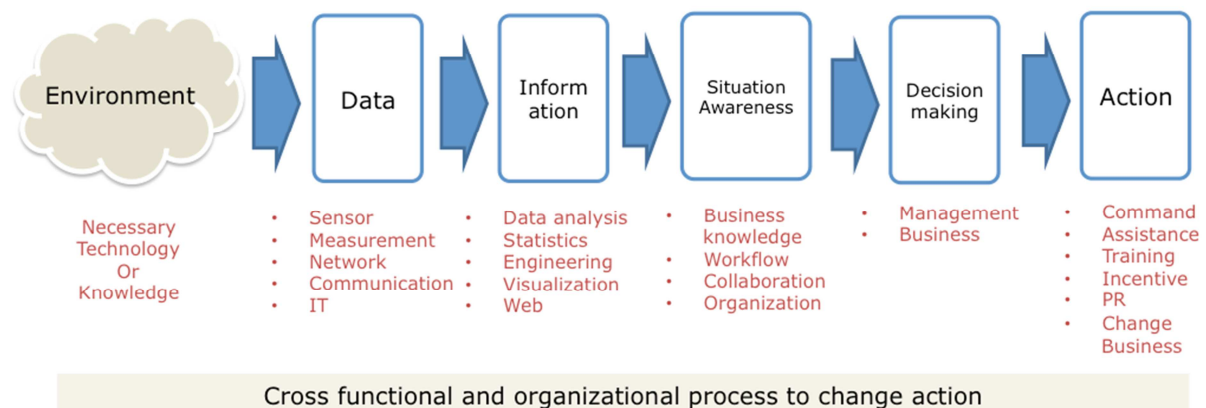 Environment
Data
Inform
ation
Situation
Awareness
Decision
making
Action
Necessary
Technology
Or
Knowledge
• Sensor
• Measurement
• Network
• Communication
• IT
• Data analysis
• Statistics
• Engineering
• Visualization
• Web
• Business
knowledge
• Workflow
• Collaboration
• Organization
• Management
• Business
• Command
• Assistance
• Training
• Incentive
• PR
• Change
Business
Cross functional and organizational process to change action